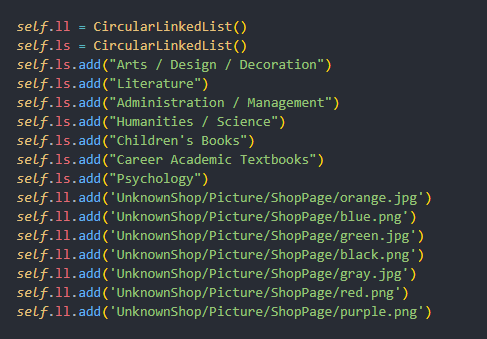 self.ll = CircularLinkedList()
self.ls = CircularLinkedList()
self.ls.add("Arts / Design / Decoration")
self.ls.add("Literature")
self.ls.add("Administration / Management")
self.ls.add("Humanities / Science")
self.ls.add("Children's Books")
self.ls.add("Career Academic Textbooks")
self.ls.add("Psychology")
self.ll.add('UnknownShop/Picture/ShopPage/orange.jpg')
self.ll.add('UnknownShop/Picture/ShopPage/blue.png')
self.ll.add('UnknownShop/Picture/ShopPage/green.jpg')
self.ll.add('UnknownShop/Picture/ShopPage/black.png')
self.ll.add('UnknownShop/Picture/ShopPage/gray.jpg')
self.ll.add('UnknownShop/Picture/ShopPage/red.png')
self.ll.add('UnknownShop/Picture/ShopPage/purple.png')